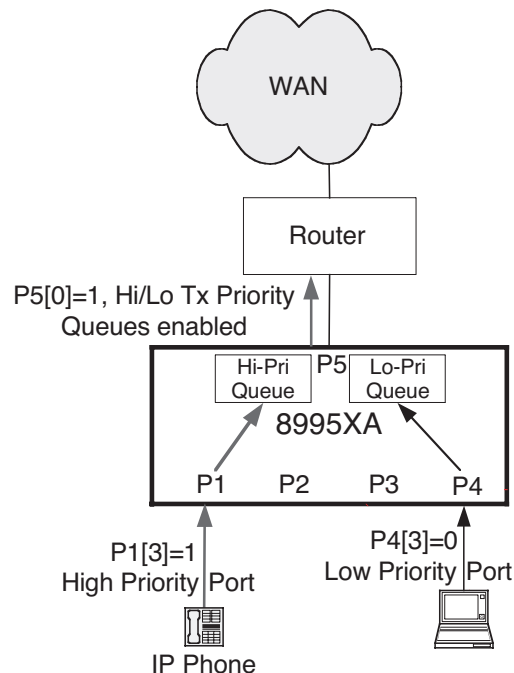 WAN
Router
P5[0]=1, Hi/Lo Tx Priority
Queues enabled
P5
Hi-Pri
Queue
Lo-Pri
Queue
8995XA
P1 P2 P3 P4
P1[3]=1
High Priority Port
P4[3]=0
Low Priority Port
IP Phone